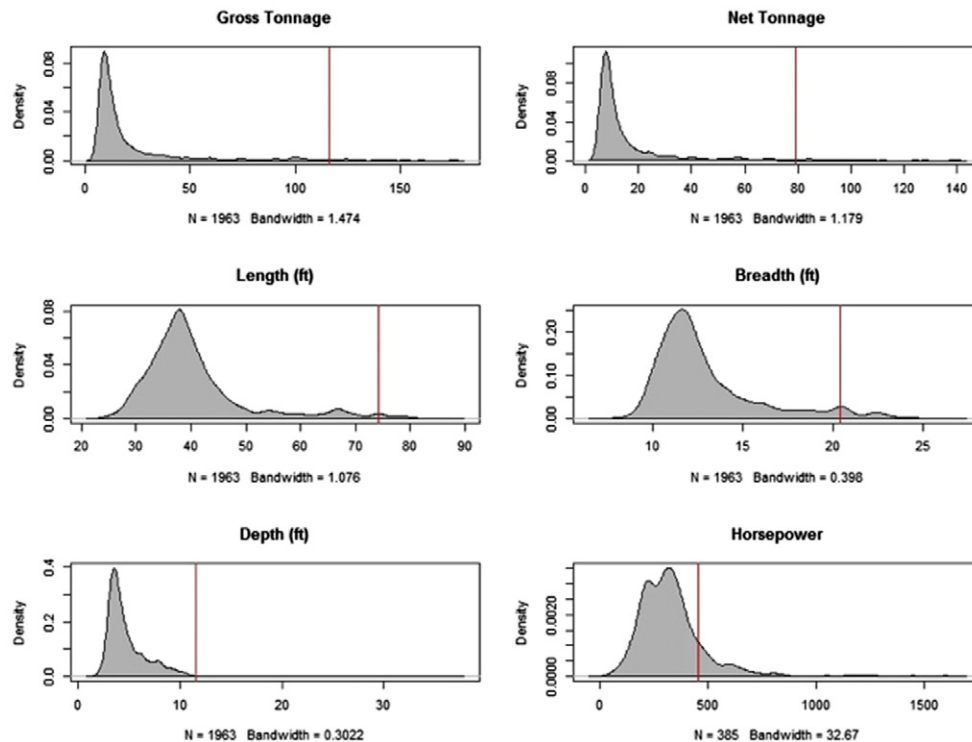 Gross Tonnage
Density
0.00
0.04
0.08
0 50 100 150
N = 1963 Bandwidth = 1.474
Net Tonnage
Density
0.00
0.04
0.08
0 20 40 60 80 100 120 140
N = 1963 Bandwidth = 1.179
Length (ft)
Density
0.00
0.04
0.08
20 30 40 50 60 70 80 90
N = 1963 Bandwidth = 1.076
Breadth (ft)
Density
0.00
0.10
0.20
10 15 20 25
N = 1963 Bandwidth = 0.398
Depth (ft)
Density
0.0
0.2
0.4
0 10 20 30
N = 1963 Bandwidth = 0.3022
Horsepower
Density
0.0000
0.0020
0 500 1000 1500
N = 385 Bandwidth = 32.67